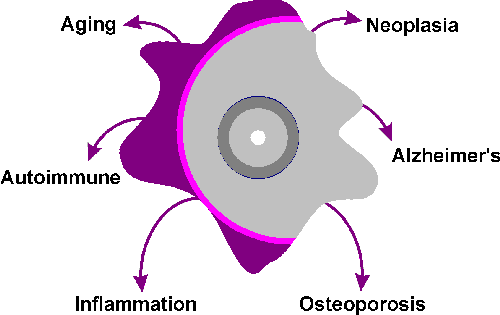 Aging
Neoplasia
Alzheimer's
Autoimmune
Inflammation
Osteoporosis